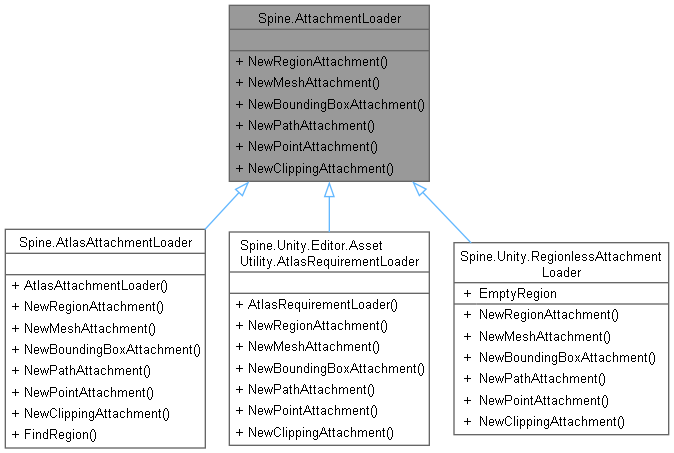 Spine.AttachmentLoader
+ NewRegionAttachment()
+ NewMeshAttachment()
+ NewBoundingBoxAttachment()
+ NewPathAttachment()
+ NewPointAttachment()
+ NewClippingAttachment()
Spine.AtlasAttachmentLoader
+ AtlasAttachmentLoader()
+ NewRegionAttachment()
+ NewMeshAttachment()
+ NewBoundingBoxAttachment()
+ NewPathAttachment()
+ NewPointAttachment()
+ NewClippingAttachment()
+ FindRegion()
Spine.Unity.Editor.Asset
Utility.AtlasRequirementLoader
+ AtlasRequirementLoader()
+ NewRegionAttachment()
+ NewMeshAttachment()
+ NewBoundingBoxAttachment()
+ NewPathAttachment()
+ NewPointAttachment()
+ NewClippingAttachment()
Spine.Unity.RegionlessAttachment
Loader
+ EmptyRegion
+ NewRegionAttachment()
+ NewMeshAttachment()
+ NewBoundingBoxAttachment()
+ NewPathAttachment()
+ NewPointAttachment()
+ NewClippingAttachment()